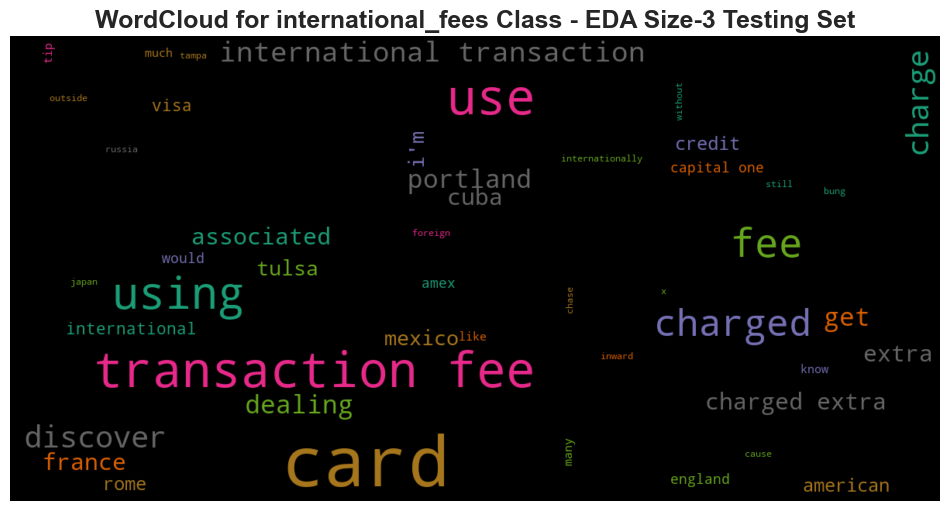 WordCloud for international_fees Class - EDA Size-3 Testing Set
tip
much
tampa
international transaction
charge
use
outside
visa
without
russia
i'm
credit
internationally
capital one
portland
cuba
still
bung
associated
foreign
fee
would
tulsa
japan
using
amex
chase
x
international
mexico
like
charged
get
transaction fee
inward
extra
know
dealing
charged extra
discover
france
rome
card
many
cause
england
american